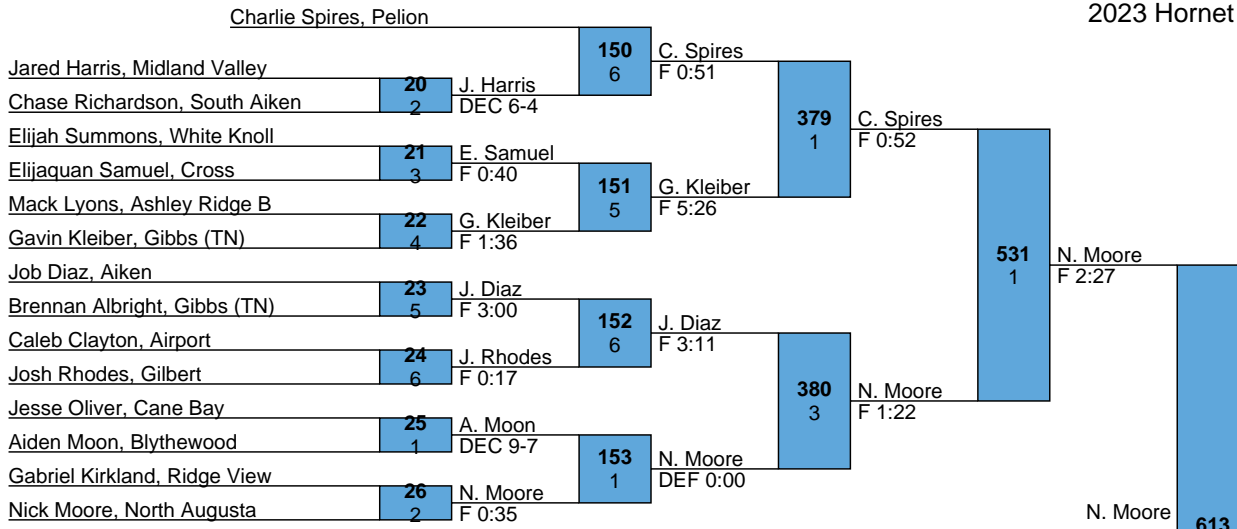 2023 Hornet
Charlie Spires, Pelion
150
6
C. Spires
F 0:51
Jared Harris, Midland Valley
20
2
J. Harris
DEC 6-4
Chase Richardson, South Aiken
379
1
C. Spires
F 0:52
Elijah Summons, White Knoll
21
3
E. Samuel
F 0:40
Elijaquan Samuel, Cross
151
5
G. Kleiber
F 5:26
Mack Lyons, Ashley Ridge B
22
4
G. Kleiber
F 1:36
Gavin Kleiber, Gibbs (TN)
531
1
N. Moore
F 2:27
Job Diaz, Aiken
23
5
J. Diaz
F 3:00
Brennan Albright, Gibbs (TN)
152
6
J. Diaz
F 3:11
Caleb Clayton, Airport
24
6
J. Rhodes
F 0:17
Josh Rhodes, Gilbert
380
3
N. Moore
F 1:22
Jesse Oliver, Cane Bay
25
1
A. Moon
DEC 9-7
Aiden Moon, Blythewood
153
1
N. Moore
DEF 0:00
Gabriel Kirkland, Ridge View
26
2
N. Moore
F 0:35
Nick Moore, North Augusta
N. Moore
613